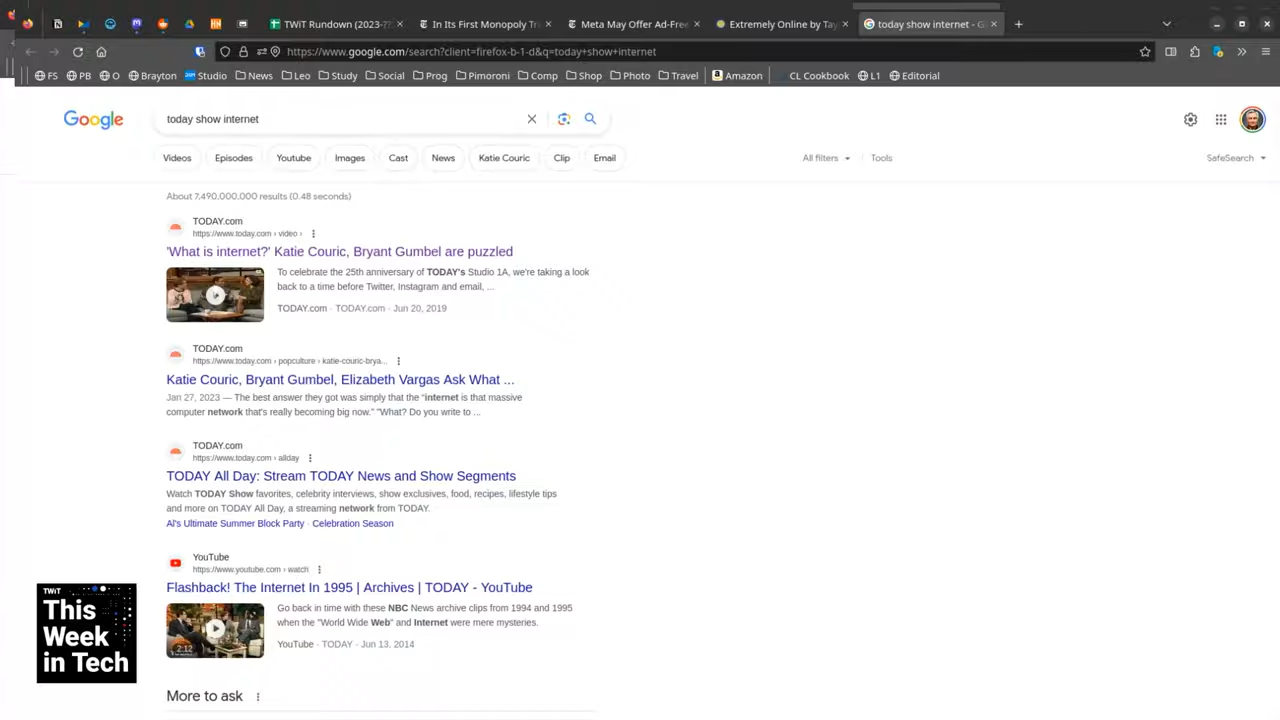 TWiT Rundown (2023-??
In Its First Monopoly Tri
Meta May Offer Ad-Free
Extremely Online by Tay
today show internet - G
https://www.google.com/search?client=firefox-b-1-d&q=today+show+internet
FS PB O Brayton Studio News Leo Study Social Prog Pimoroni Comp Shop Photo Travel Amazon CL Cookbook L1 Editorial
Google
today show internet
Videos Episodes Youtube Images Cast News Katie Couric Clip Email All filters Tools SafeSearch
About 7,490,000,000 results (0.48 seconds)
TODAY.com
https://www.today.com › video ›
'What is internet?' Katie Couric, Bryant Gumbel are puzzled
To celebrate the 25th anniversary of TODAY's Studio 1A, we're taking a look
back to a time before Twitter, Instagram and email, ...
TODAY.com · TODAY.com · Jun 20, 2019
TODAY.com
https://www.today.com › popculture › katie-couric-brya...
Katie Couric, Bryant Gumbel, Elizabeth Vargas Ask What ...
Jan 27, 2023 — The best answer they got was simply that the “internet is that massive
computer network that's really becoming big now.” "What? Do you write to ...
TODAY.com
https://www.today.com › allday
TODAY All Day: Stream TODAY News and Show Segments
Watch TODAY Show favorites, celebrity interviews, show exclusives, food, recipes, lifestyle tips
and more on TODAY All Day, a streaming network from TODAY.
Al's Ultimate Summer Block Party · Celebration Season
YouTube
https://www.youtube.com › watch
Flashback! The Internet In 1995 | Archives | TODAY - YouTube
Go back in time with these NBC News archive clips from 1994 and 1995
when the "World Wide Web" and Internet were mere mysteries.
2:12
YouTube · TODAY · Jun 13, 2014
More to ask
TWiT
This
Week
in Tech